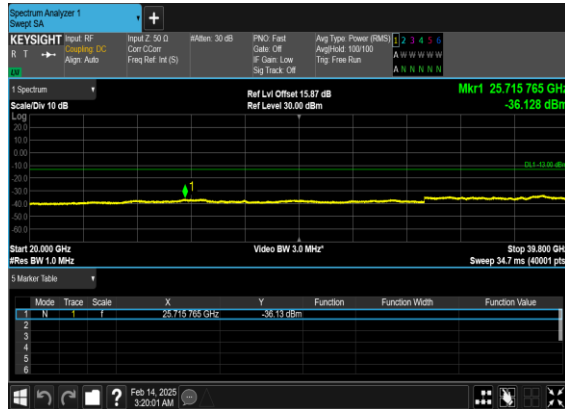 Spectrum Analyzer 1
Swept SA
+
KEYSIGHT Input: RF Input Z: 50 Ω #Atten: 30 dB PNO: Fast Avg Type: Power (RMS) 1 2 3 4 5 6
R T Coupling: DC Corr CCorr Gate: Off Avg|Hold: 100/100 A W W W W W
Align: Auto Freq Ref: Int (S) IF Gain: Low Trig: Free Run
Sig Track: Off A N N N N N
1 Spectrum Ref Lvl Offset 15.87 dB Mkr1 25.715 765 GHz
Scale/Div 10 dB Ref Level 30.00 dBm -36.128 dBm
Log
20.0
10.0
0.00
-10.0
DL1 -13.00 dBm
-20.0
1
-30.0
-40.0
-50.0
-60.0
Start 20.000 GHz Video BW 3.0 MHz* Stop 39.800 GHz
#Res BW 1.0 MHz Sweep 34.7 ms (40001 pts)
5 Marker Table
Mode Trace Scale X Y Function Function Width Function Value
1 N 1 f 25.715 765 GHz -36.13 dBm
2
3
4
5
6
? Feb 14, 2025
3:20:01 AM